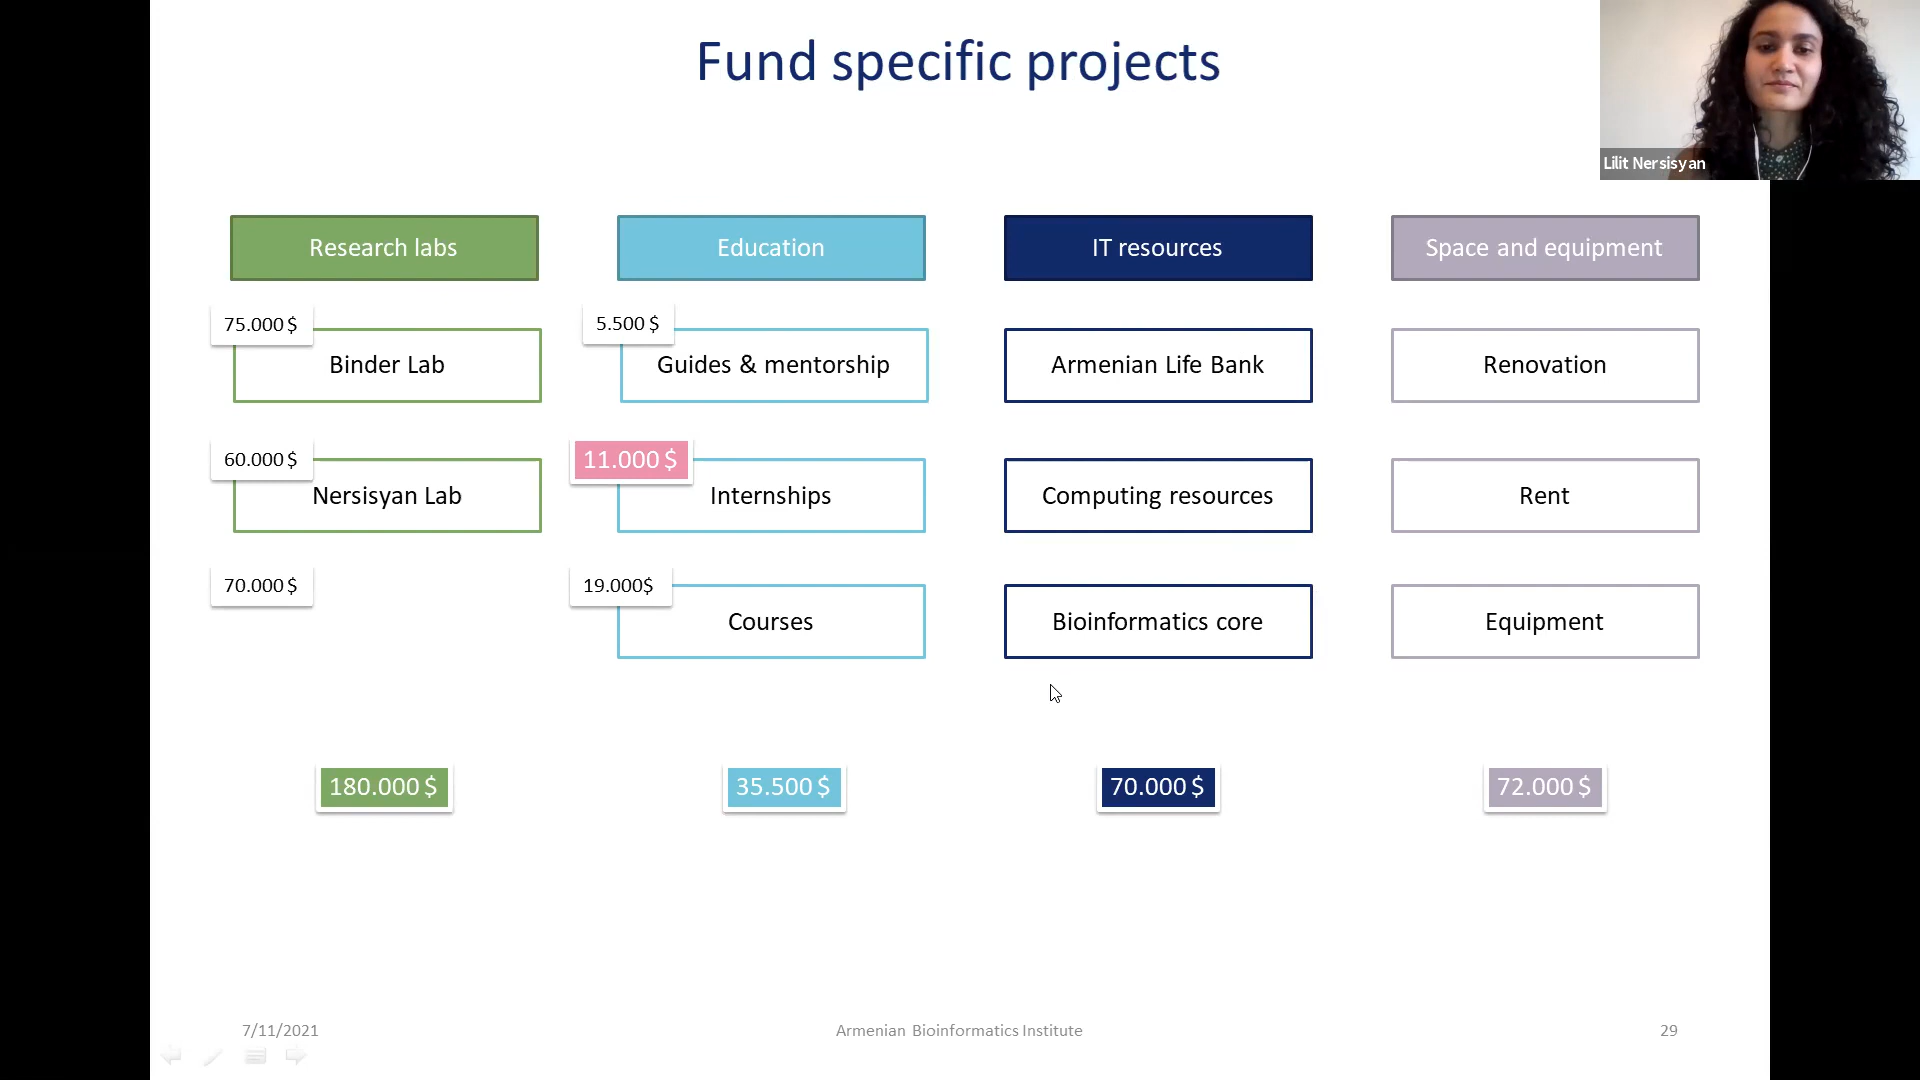 Fund specific projects
Lilit Nersisyan
Research labs
Education
IT resources
Space and equipment
75.000 $
5.500 $
Binder Lab
Guides & mentorship
Armenian Life Bank
Renovation
60.000 $
11.000 $
Nersisyan Lab
Internships
Computing resources
Rent
70.000 $
19.000$
Courses
Bioinformatics core
Equipment
180.000 $
35.500 $
70.000 $
72.000 $
7/11/2021
Armenian Bioinformatics Institute
29